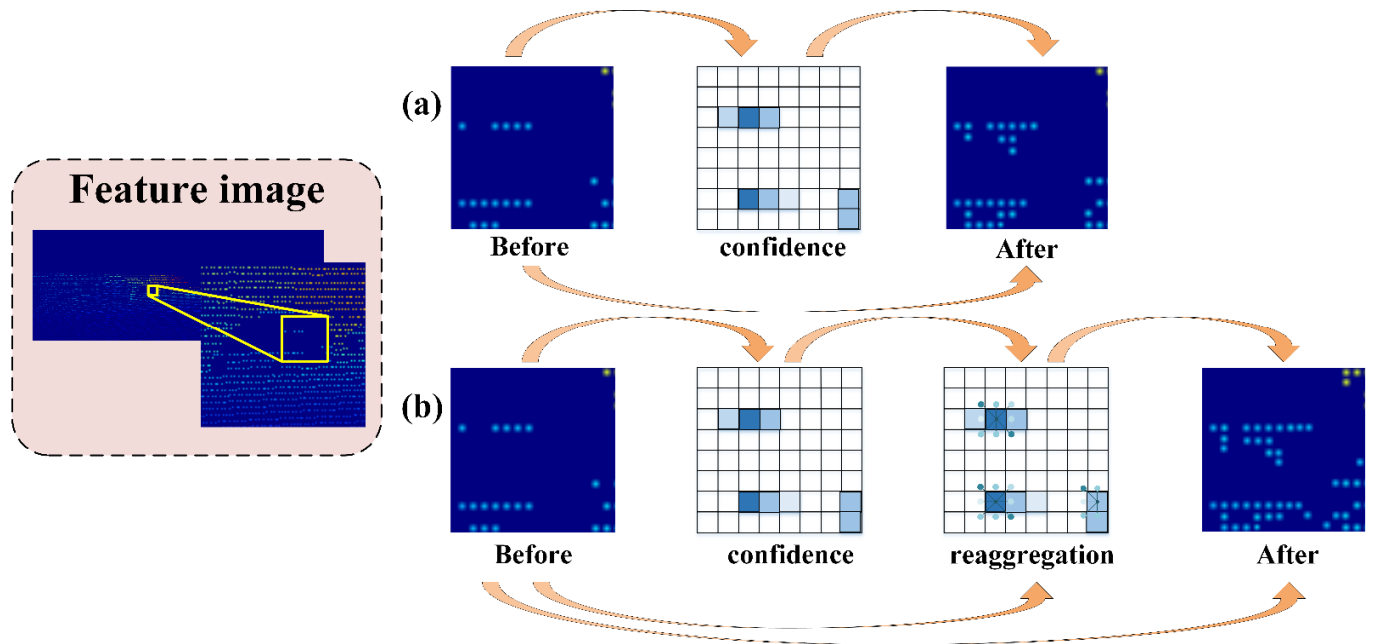 Feature image
(a)
Before
confidence
After
(b)
Before
confidence
reaggregation
After